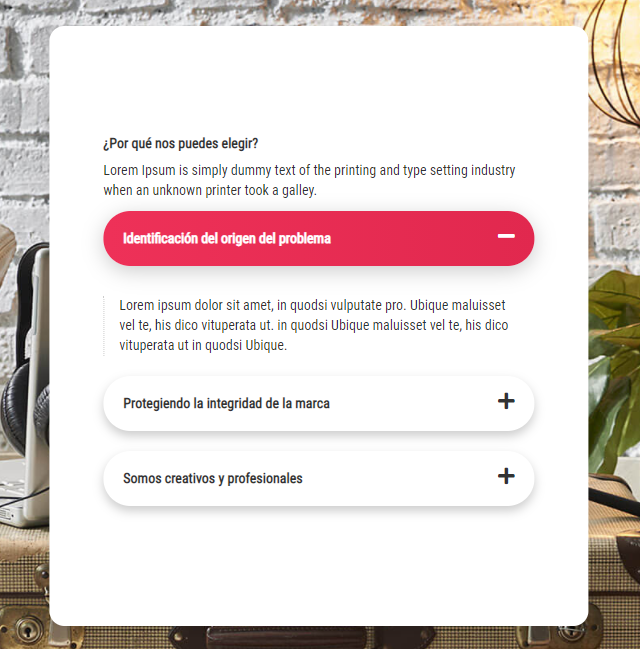 ¿Por qué nos puedes elegir?
Lorem Ipsum is simply dummy text of the printing and type setting industry
when an unknown printer took a galley.
Identificación del origen del problema
Lorem ipsum dolor sit amet, in quodsi vulputate pro. Ubique maluisset
vel te, his dico vituperata ut. in quodsi Ubique maluisset vel te, his dico
vituperata ut in quodsi Ubique.
Protegiendo la integridad de la marca
Somos creativos y profesionales